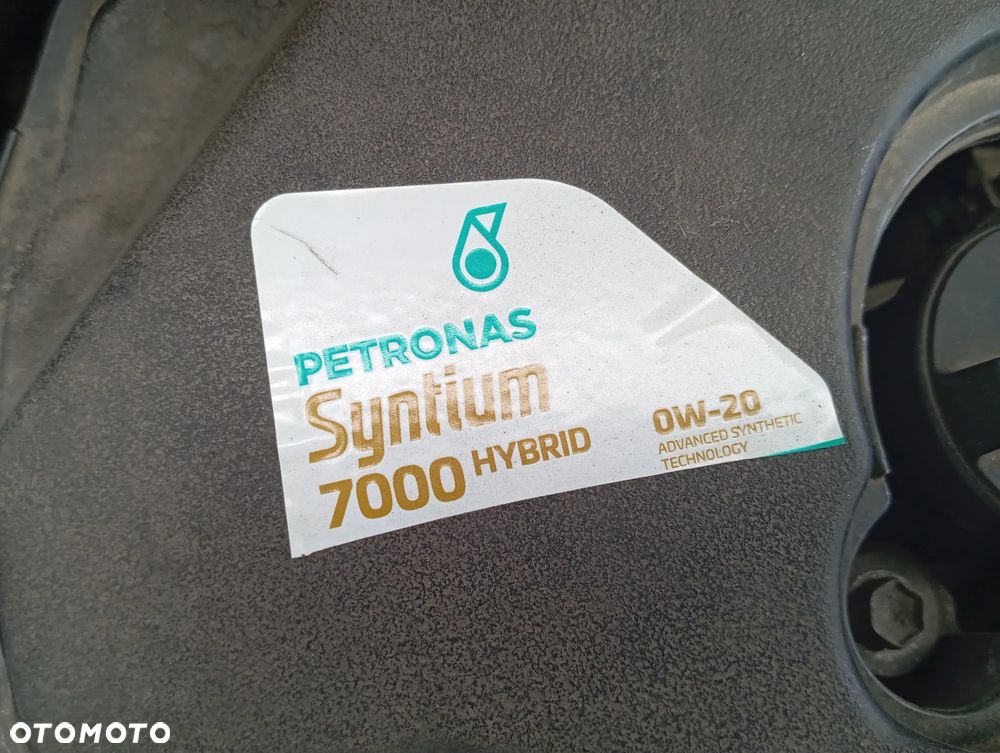 PETRONAS
Syntium
7000 HYBRID
0W-20
ADVANCED SYNTHETIC
TECHNOLOGY
OTOMOTO